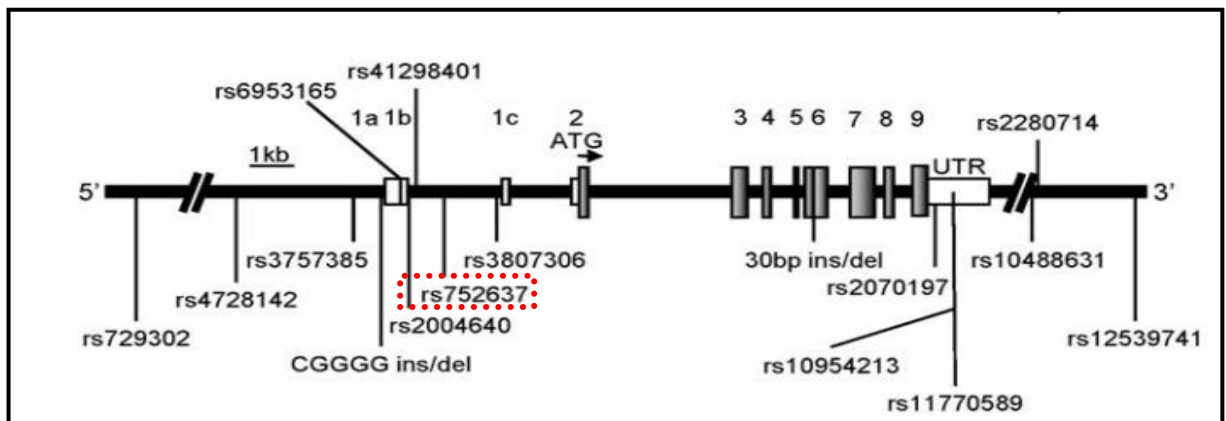 rs41298401
rs6953165
1a 1b 1c 2 3 4 5 6 7 8 9
rs2280714
ATG
1kb
UTR
5’ 3’
rs3757385 rs3807306 30bp ins/del rs10488631
rs4728142 rs752637 rs2070197
rs729302 rs2004640 rs12539741
CGGGG ins/del rs10954213
rs11770589